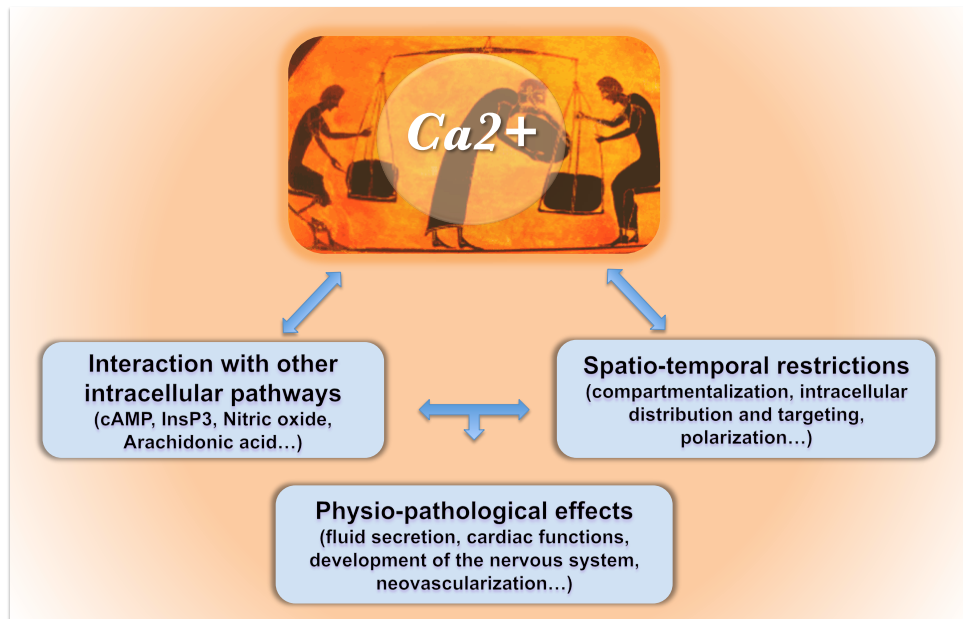 Ca2+
Interaction with other
intracellular pathways
(cAMP, InsP3, Nitric oxide,
Arachidonic acid…)
Spatio-temporal restrictions
(compartmentalization, intracellular
distribution and targeting,
polarization…)
Physio-pathological effects
(fluid secretion, cardiac functions,
development of the nervous system,
neovascularization…)